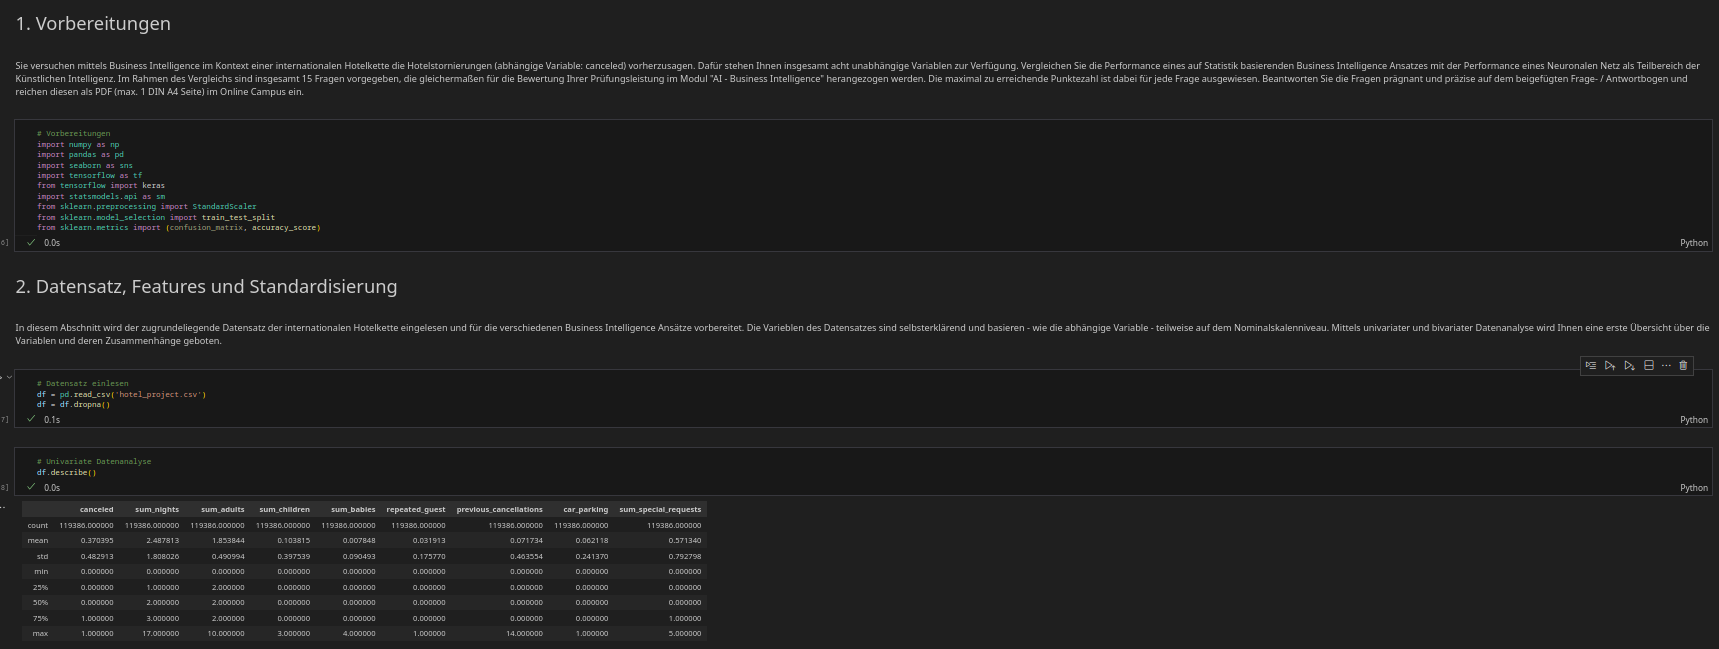 1. Vorbereitungen
Sie versuchen mittels Business Intelligence im Kontext einer internationalen Hotelkette die Hotelstornierungen (abhängige Variable: canceled) vorherzusagen. Dafür stehen Ihnen insgesamt acht unabhängige Variablen zur Verfügung. Vergleichen Sie die Performance eines auf Statistik basierenden Business Intelligence Ansatzes mit der Performance eines Neuronalen Netz als Teilbereich der
Künstlichen Intelligenz. Im Rahmen des Vergleichs sind insgesamt 15 Fragen vorgegeben, die gleichermaßen für die Bewertung Ihrer Prüfungsleistung im Modul "AI - Business Intelligence" herangezogen werden. Die maximal zu erreichende Punktezahl ist dabei für jede Frage ausgewiesen. Beantworten Sie die Fragen prägnant und präzise auf dem beigefügten Frage- / Antwortbogen und
reichen diesen als PDF (max. 1 DIN A4 Seite) im Online Campus ein.
# Vorbereitungen
import numpy as np
import pandas as pd
import seaborn as sns
import tensorflow as tf
from tensorflow import keras
import statsmodels.api as sm
from sklearn.preprocessing import StandardScaler
from sklearn.model_selection import train_test_split
from sklearn.metrics import (confusion_matrix, accuracy_score)
6] 0.0s Python
2. Datensatz, Features und Standardisierung
In diesem Abschnitt wird der zugrundeliegende Datensatz der internationalen Hotelkette eingelesen und für die verschiedenen Business Intelligence Ansätze vorbereitet. Die Varieblen des Datensatzes sind selbsterklärend und basieren - wie die abhängige Variable - teilweise auf dem Nominalskalenniveau. Mittels univariater und bivariater Datenanalyse wird Ihnen eine erste Übersicht über die
Variablen und deren Zusammenhänge geboten.
# Datensatz einlesen
df = pd.read_csv('hotel_project.csv')
df = df.dropna()
7] 0.1s Python
# Univariate Datenanalyse
df.describe()
8] 0.0s Python
canceled sum_nights sum_adults sum_children sum_babies repeated_guest previous_cancellations car_parking sum_special_requests
count 119386.000000 119386.000000 119386.000000 119386.000000 119386.000000 119386.000000 119386.000000 119386.000000 119386.000000
mean 0.370395 2.487813 1.853844 0.103815 0.007848 0.031913 0.071734 0.062118 0.571340
std 0.482913 1.808026 0.490994 0.397539 0.090493 0.175770 0.463554 0.241370 0.792798
min 0.000000 0.000000 0.000000 0.000000 0.000000 0.000000 0.000000 0.000000 0.000000
25% 0.000000 1.000000 2.000000 0.000000 0.000000 0.000000 0.000000 0.000000 0.000000
50% 0.000000 2.000000 2.000000 0.000000 0.000000 0.000000 0.000000 0.000000 0.000000
75% 1.000000 3.000000 2.000000 0.000000 0.000000 0.000000 0.000000 0.000000 1.000000
max 1.000000 17.000000 10.000000 3.000000 4.000000 1.000000 14.000000 1.000000 5.000000